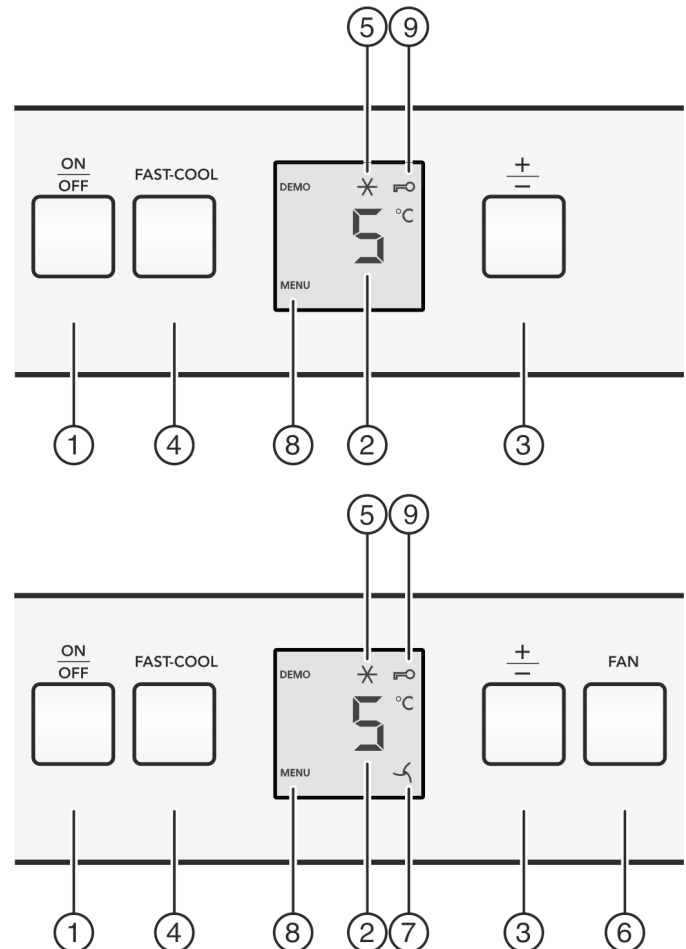 5 9
ON
OFF
FAST-COOL
+
−
DEMO
°C
5
MENU
1 4 8 2 3
5 9
ON
OFF
FAST-COOL
+
−
FAN
DEMO
°C
5
MENU
1 4 8 2 7 3 6